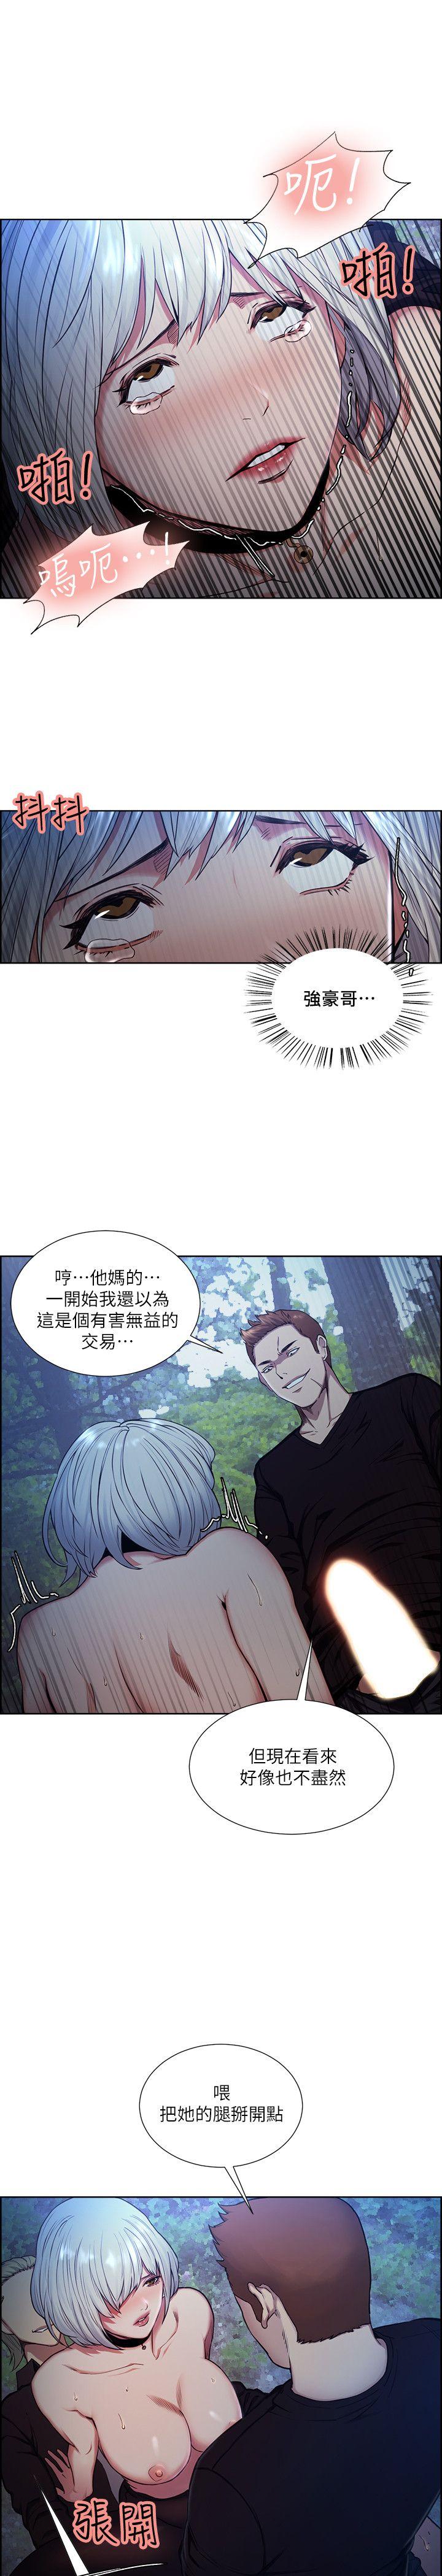 呃!
啪!
啪!
嗚呃…!
抖抖
強豪哥…
哼…他媽的…
一開始我還以為
這是個有害無益的
交易…
但現在看來
好像也不盡然
喂
把她的腿掰開點
張開